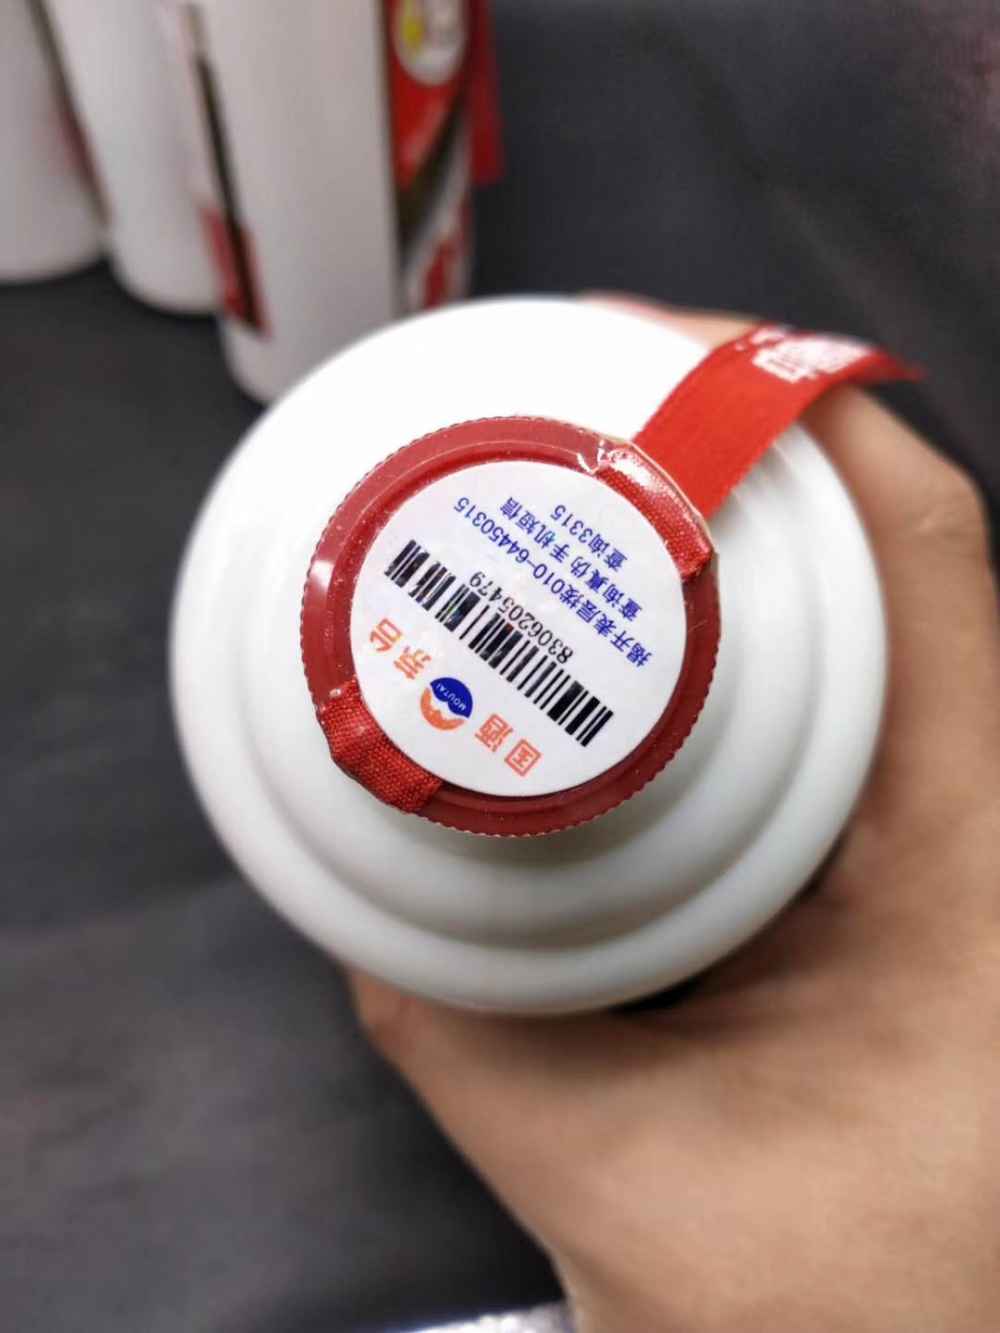 国酒 MOUTAI 茅台
8306205479
揭开表层拨010-64450315
查询真伪手机短信
查询3315